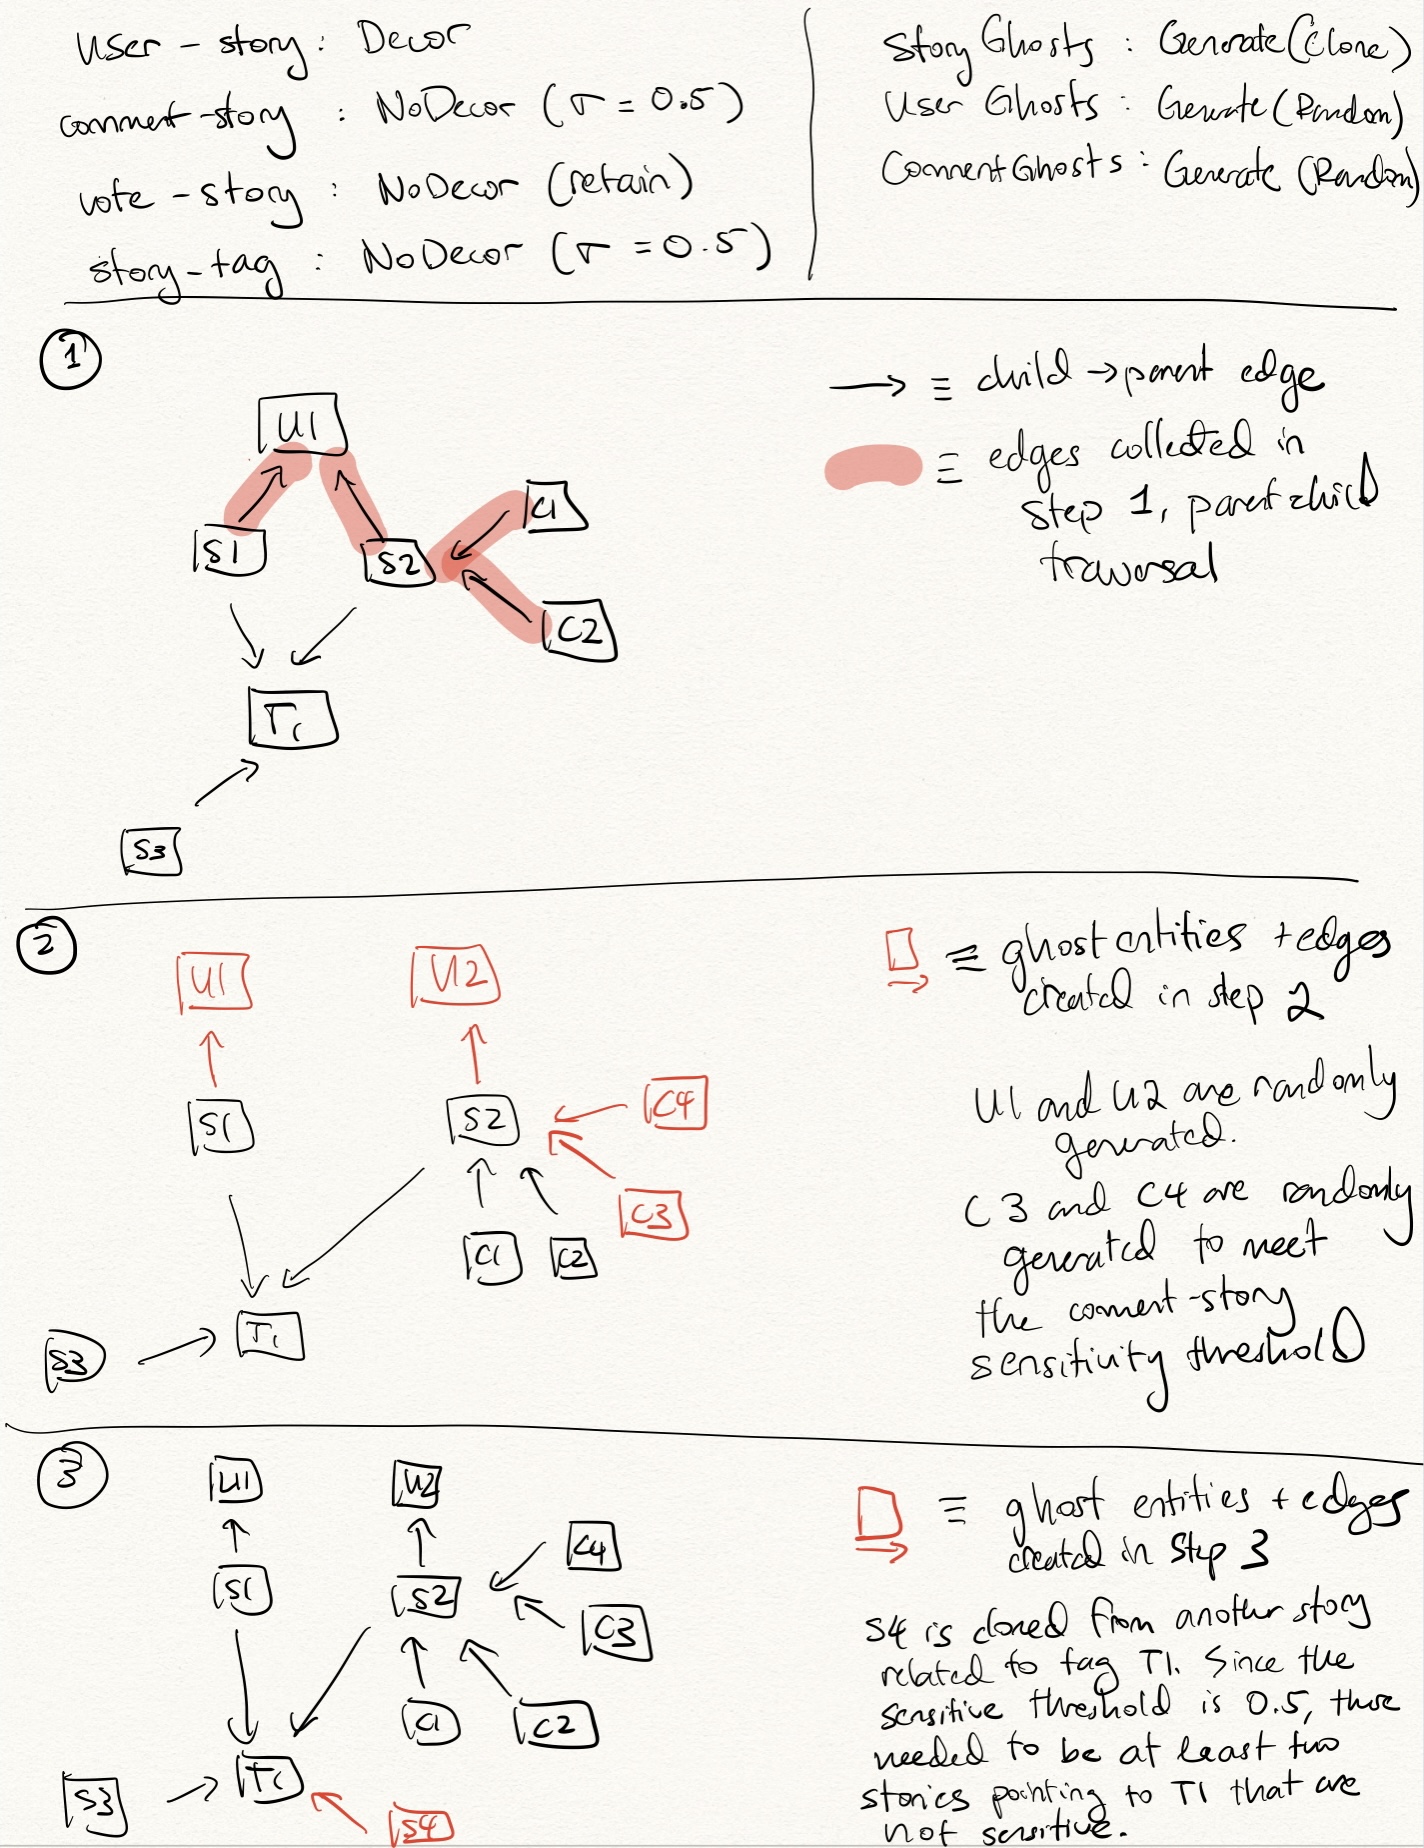 User - story : Decor
comment-story : NoDecor (σ = 0.5)
vote - story : NoDecor (retain)
story-tag : NoDecor (σ = 0.5)
Story Ghosts : Generate (Clone)
User Ghosts : Generate (Random)
Comment Ghosts : Generate (Random)
1
→ ≡ child → parent edge
≡ edges collected in
step 1, parent → child
traversal
U1
S1
S2
C1
C2
T1
S3
2
≡ ghost entities + edges
created in step 2
U1 and U2 are randomly
generated.
C3 and C4 are randomly
generated to meet
the comment-story
sensitivity threshold
U1
U2
S1
S2
C4
C3
C1
C2
S3
T1
3
≡ ghost entities + edges
created in Step 3
S4 is cloned from another story
related to tag T1. Since the
sensitive threshold is 0.5, there
needed to be at least two
stories pointing to T1 that are
not sensitive.
U1
U2
S1
S2
C4
C3
C1
C2
S3
T1
S4